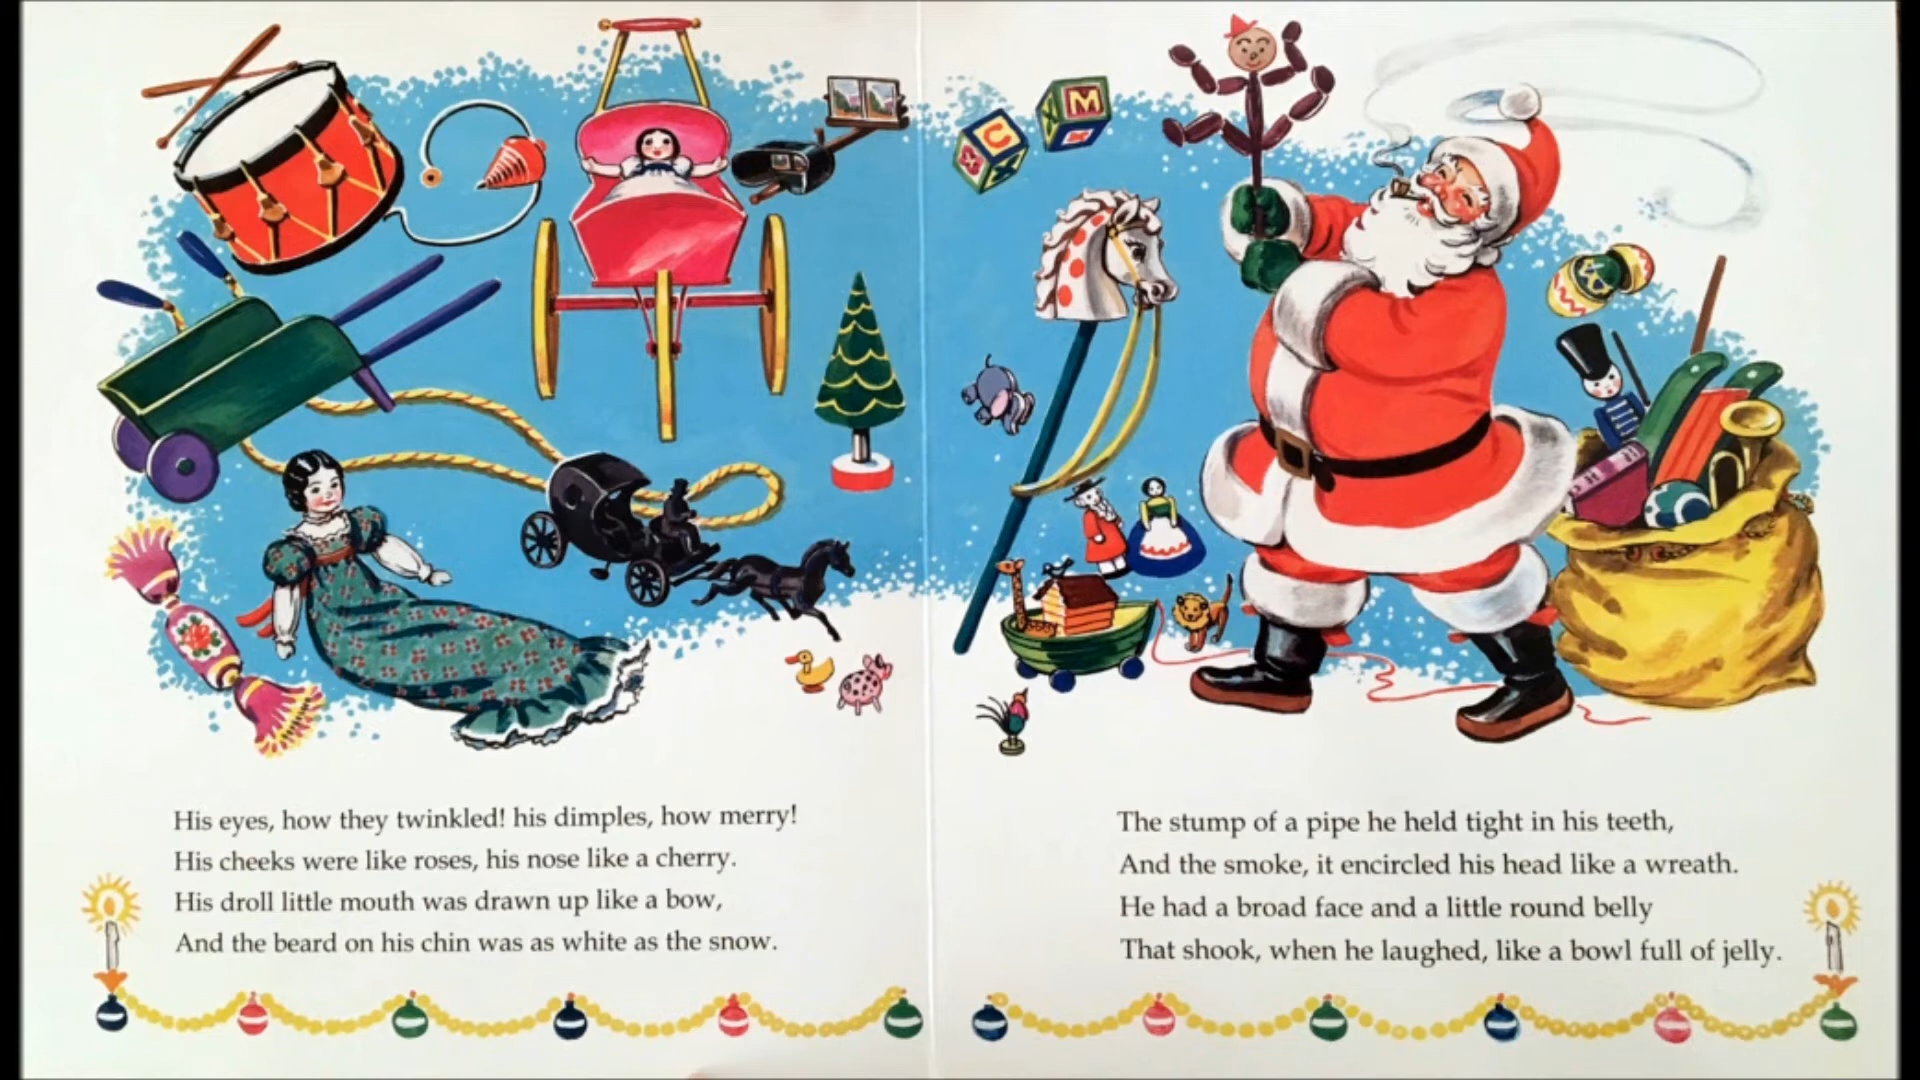 C
M
His eyes, how they twinkled! his dimples, how merry!
His cheeks were like roses, his nose like a cherry.
His droll little mouth was drawn up like a bow,
And the beard on his chin was as white as the snow.
The stump of a pipe he held tight in his teeth,
And the smoke, it encircled his head like a wreath.
He had a broad face and a little round belly
That shook, when he laughed, like a bowl full of jelly.